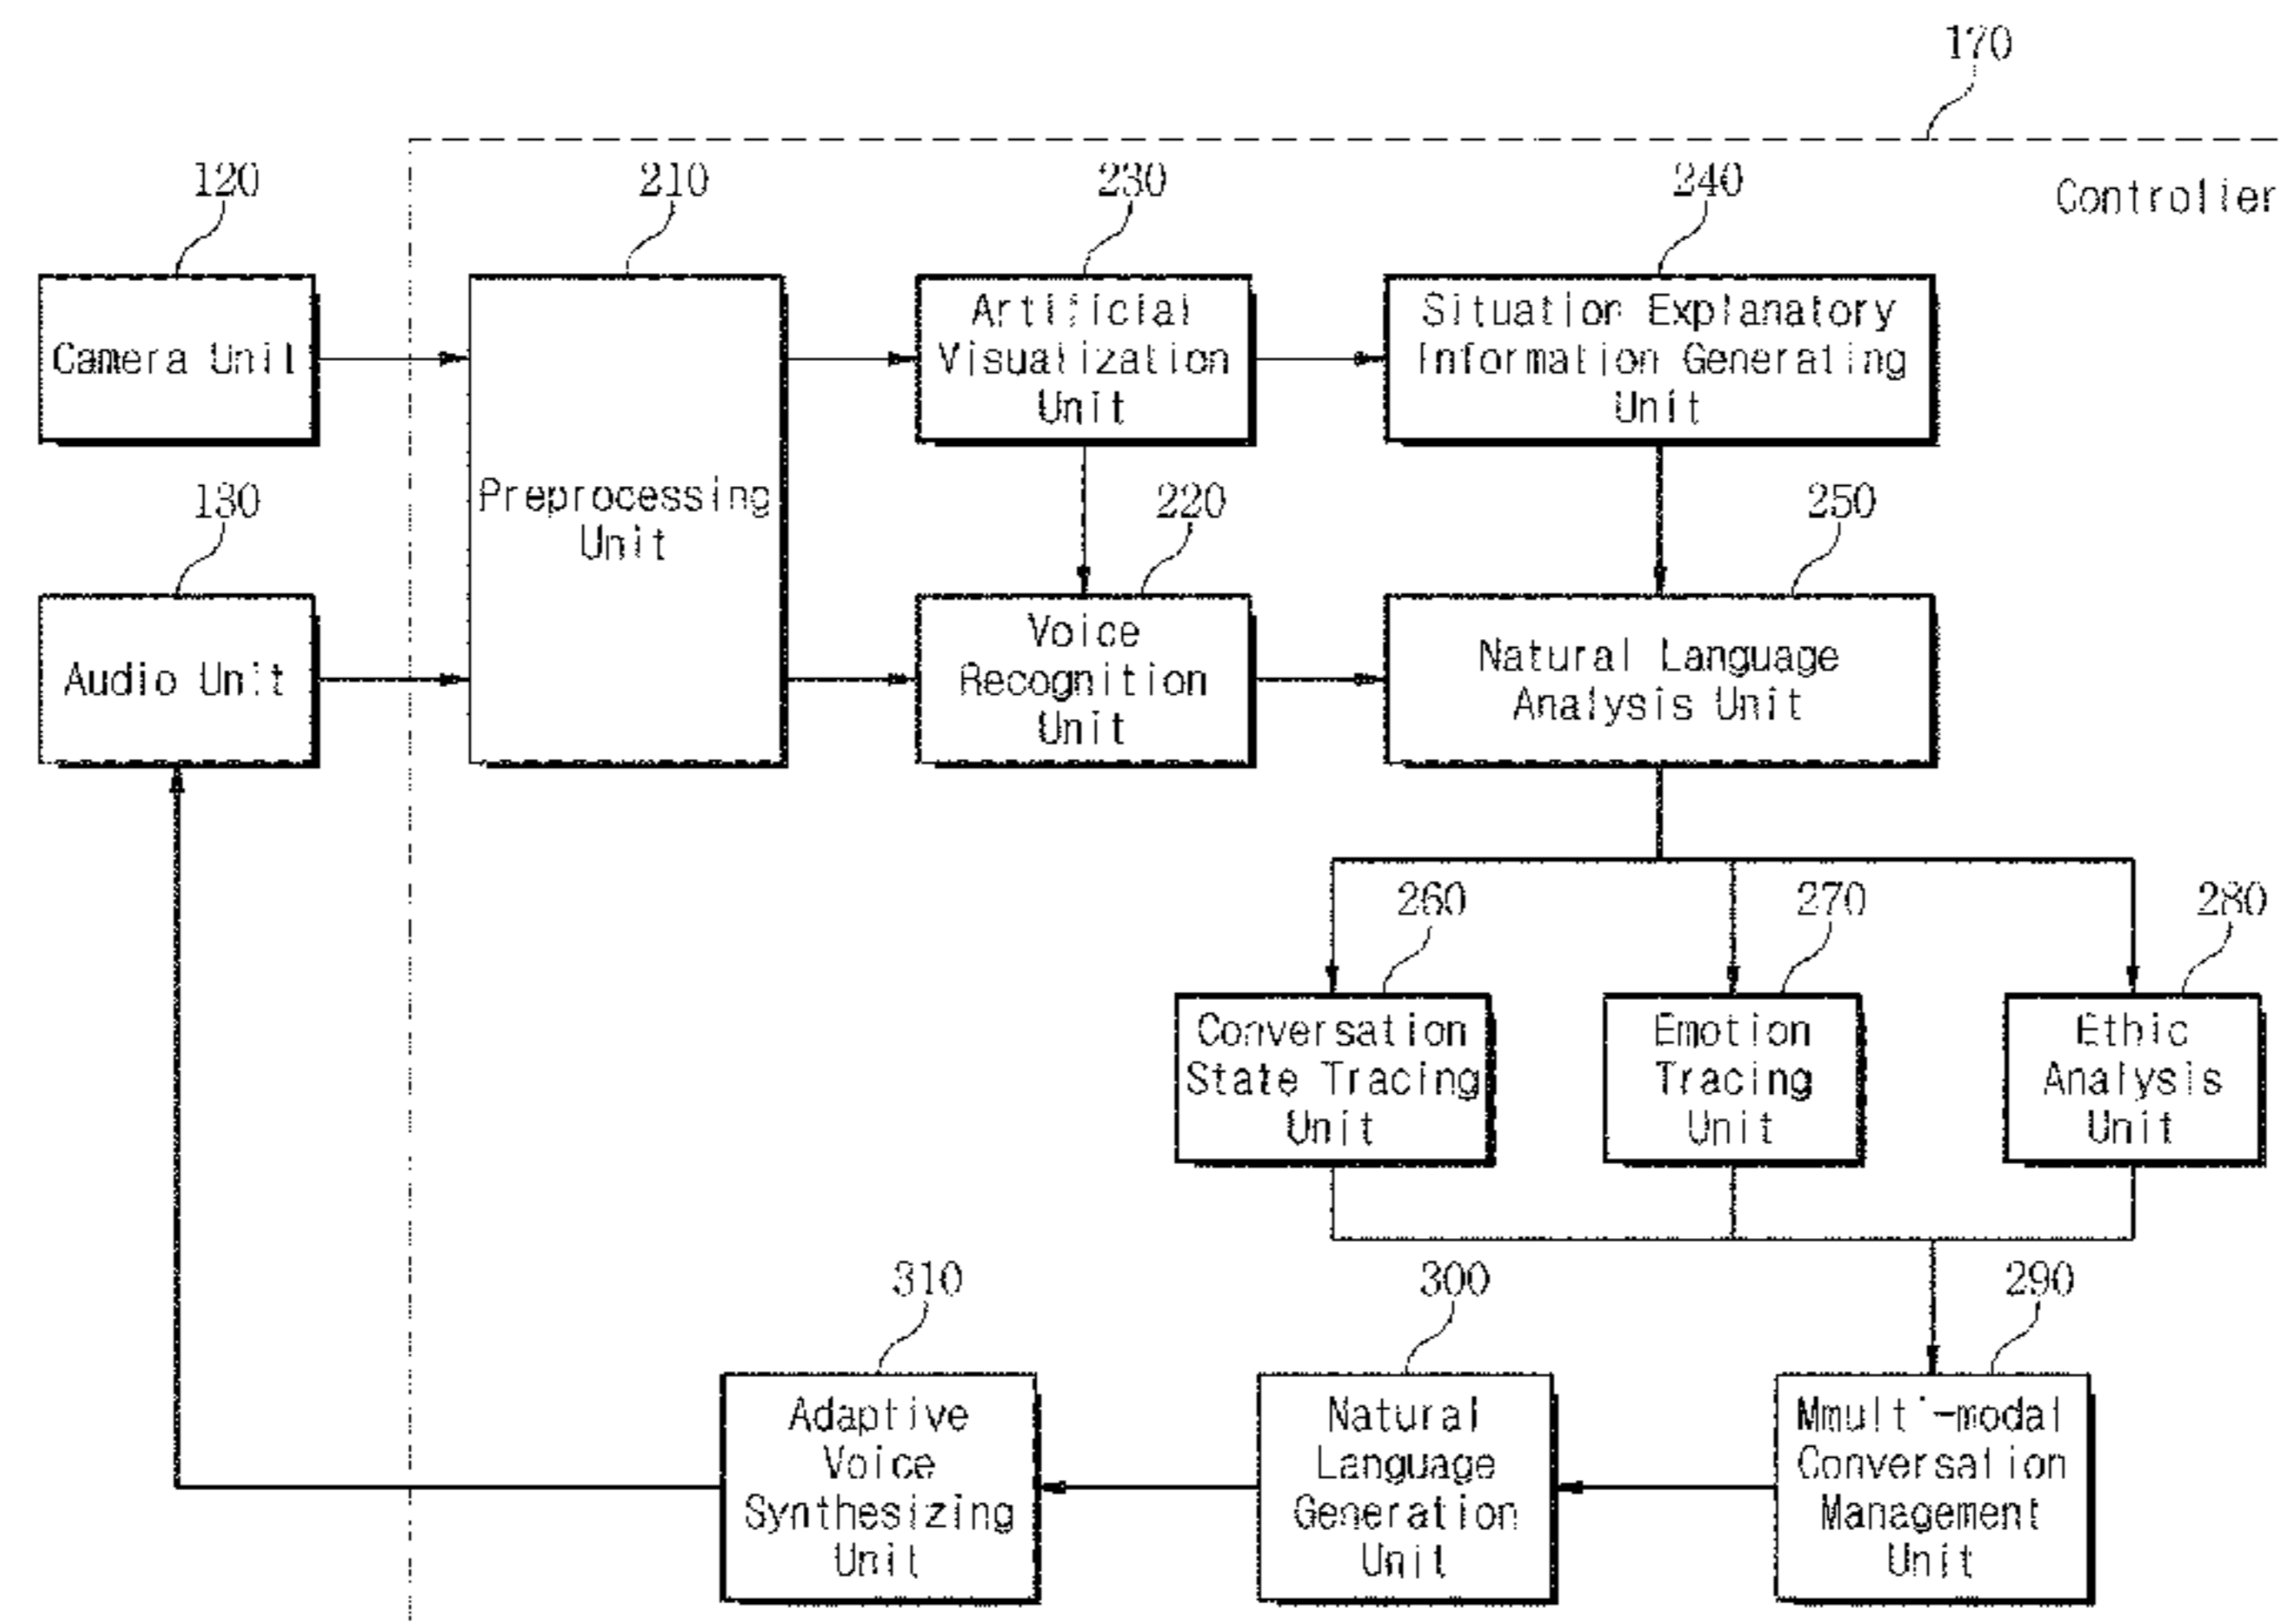 170
Controller
120
210
230
240
Camera Unit
Preprocessing
Unit
Artificial
Visualization
Unit
Situation Explanatory
Information Generating
Unit
130
220
250
Audio Unit
Voice
Recognition
Unit
Natural Language
Analysis Unit
260
270
280
Conversation
State Tracing
Unit
Emotion
Tracing
Unit
Ethic
Analysis
Unit
310
300
290
Adaptive
Voice
Synthesizing
Unit
Natural
Language
Generation
Unit
Mmulti-modal
Conversation
Management
Unit